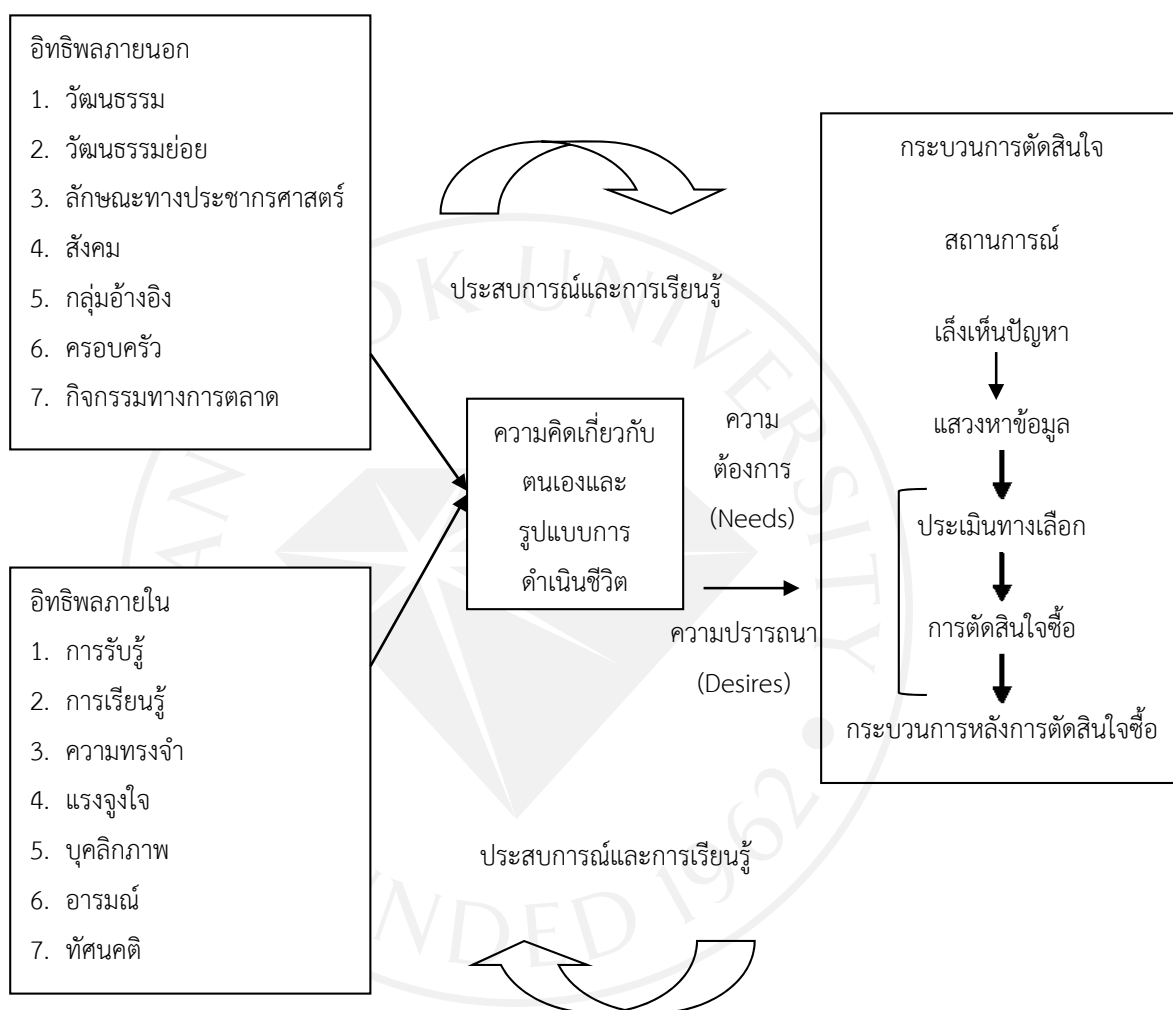 อิทธิพลภายนอก
1. วัฒนธรรม
2. วัฒนธรรมย่อย
3. ลักษณะทางประชากรศาสตร์
4. สังคม
5. กลุ่มอ้างอิง
6. ครอบครัว
7. กิจกรรมทางการตลาด
อิทธิพลภายใน
1. การรับรู้
2. การเรียนรู้
3. ความทรงจำ
4. แรงจูงใจ
5. บุคลิกภาพ
6. อารมณ์
7. ทัศนคติ
ประสบการณ์และการเรียนรู้
ความคิดเกี่ยวกับ
ตนเองและ
รูปแบบการ
ดำเนินชีวิต
ความ
ต้องการ
(Needs)
ความปรารถนา
(Desires)
ประสบการณ์และการเรียนรู้
กระบวนการตัดสินใจ
สถานการณ์
เล็งเห็นปัญหา
แสวงหาข้อมูล
ประเมินทางเลือก
การตัดสินใจซื้อ
กระบวนการหลังการตัดสินใจซื้อ
UNIVERSITY
1962